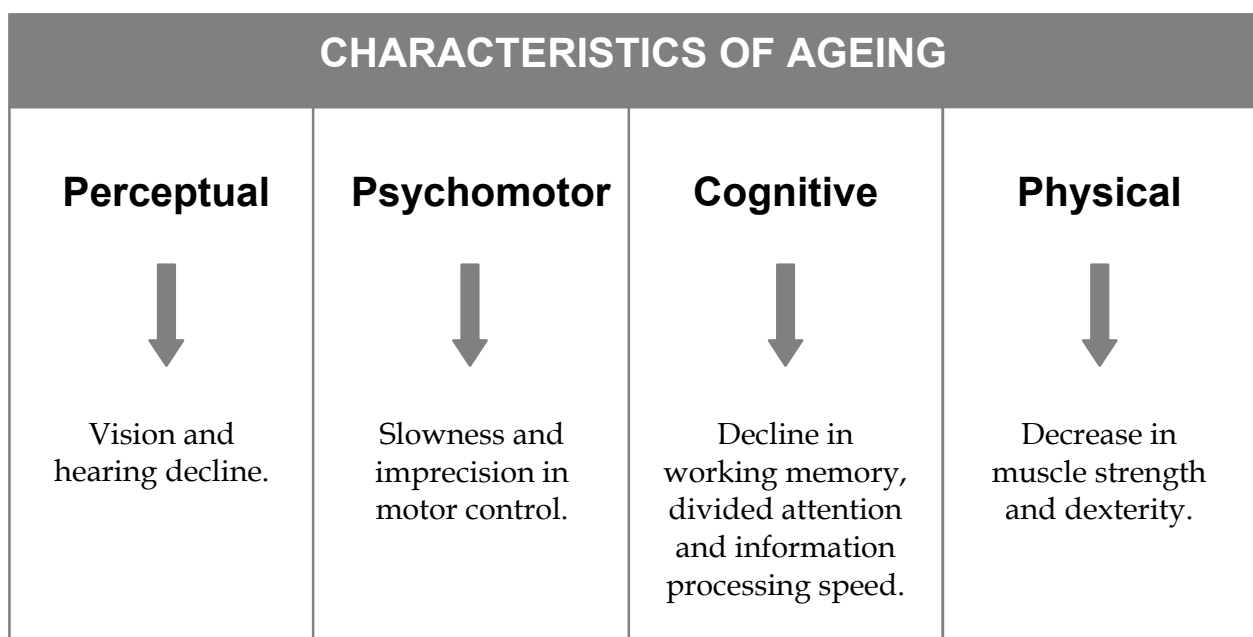 CHARACTERISTICS OF AGEING
Perceptual
Vision and
hearing decline.
Psychomotor
Slowness and
imprecision in
motor control.
Cognitive
Decline in
working memory,
divided attention
and information
processing speed.
Physical
Decrease in
muscle strength
and dexterity.